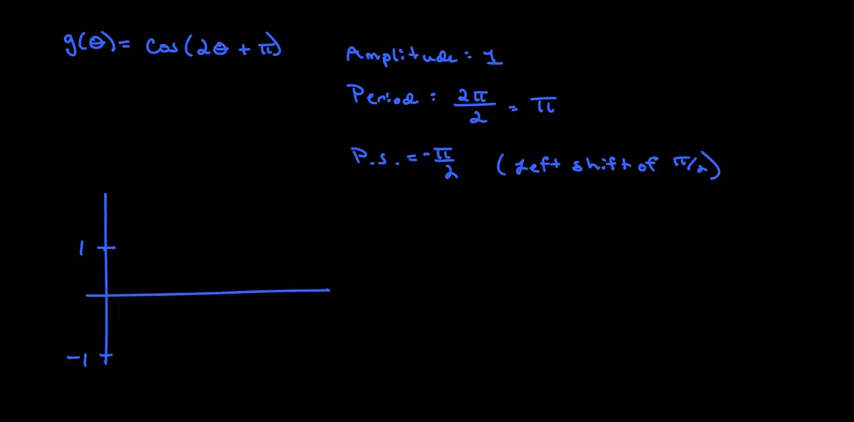 g(θ) = cos(2θ + π)
Amplitude: 1
Period: 2π/2 = π
P.s. = -π/2 (Left shift of π/2)
1
-1